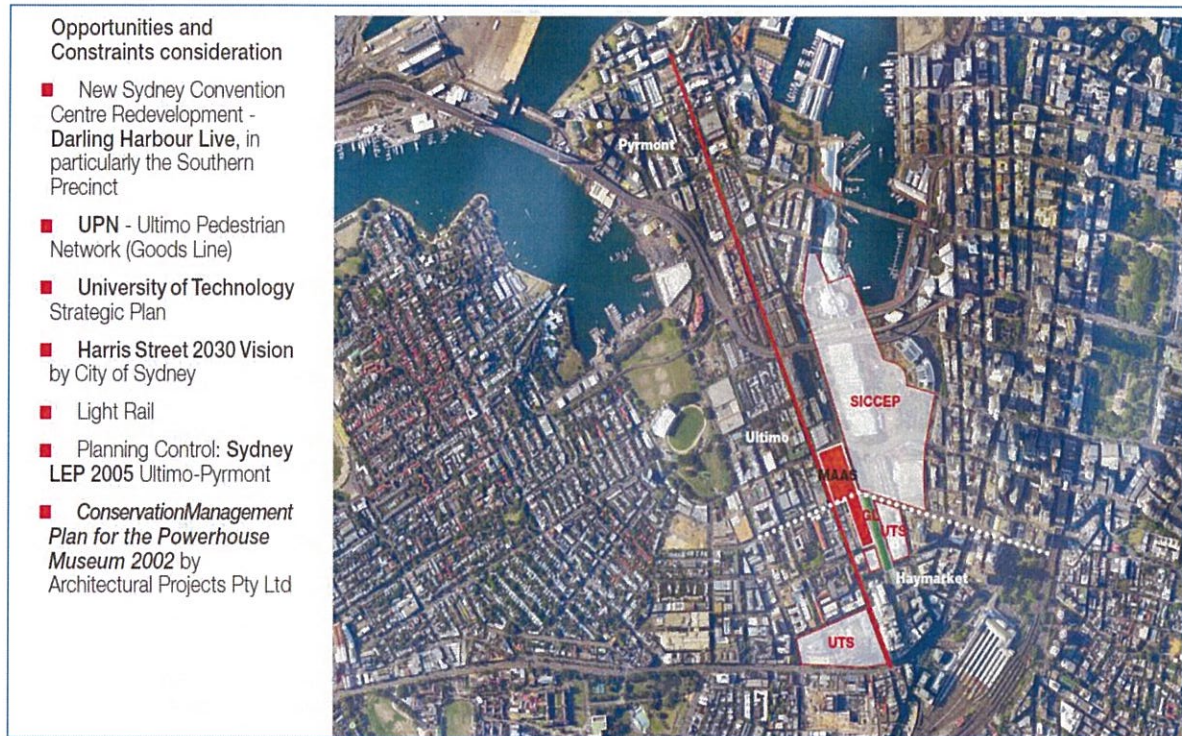 Opportunities and
Constraints consideration
New Sydney Convention
Centre Redevelopment -
Darling Harbour Live, in
particularly the Southern
Precinct
UPN - Ultimo Pedestrian
Network (Goods Line)
University of Technology
Strategic Plan
Harris Street 2030 Vision
by City of Sydney
Light Rail
Planning Control: Sydney
LEP 2005 Ultimo-Pyrmont
ConservationManagement
Plan for the Powerhouse
Museum 2002 by
Architectural Projects Pty Ltd
Pyrmont
SICCEP
Ultimo
MAAS
GL
UTS
Haymarket
UTS